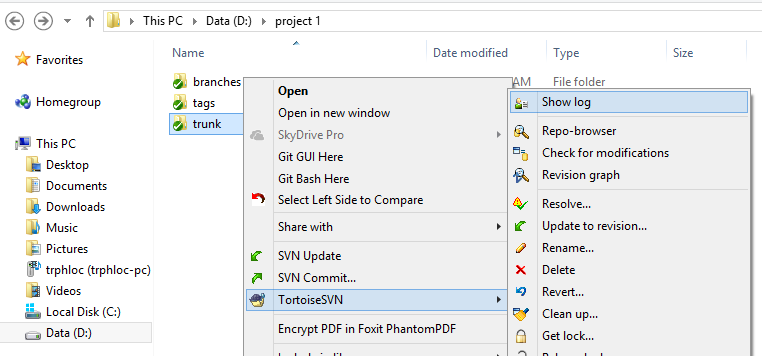 This PC ▸ Data (D:) ▸ project 1
Favorites
Homegroup
This PC
Desktop
Documents
Downloads
Music
Pictures
trphloc (trphloc-pc)
Videos
Local Disk (C:)
Data (D:)
Name Date modified Type Size
branches AM File folder
tags
trunk
Open
Open in new window
SkyDrive Pro
Git GUI Here
Git Bash Here
Select Left Side to Compare
Share with
SVN Update
SVN Commit...
TortoiseSVN
Encrypt PDF in Foxit PhantomPDF
Show log
Repo-browser
Check for modifications
Revision graph
Resolve...
Update to revision...
Rename...
Delete
Revert...
Clean up...
Get lock...